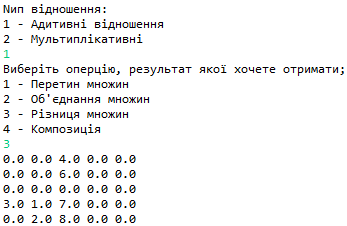 Nип відношення:
1 - Адитивні відношення
2 - Мультиплікативні
1
Виберіть оперцію, результат якої хочете отримати;
1 - Перетин множин
2 - Об'єднання множин
3 - Різниця множин
4 - Композиція
3
0.0 0.0 4.0 0.0 0.0
0.0 0.0 6.0 0.0 0.0
0.0 0.0 0.0 0.0 0.0
3.0 1.0 7.0 0.0 0.0
0.0 2.0 8.0 0.0 0.0